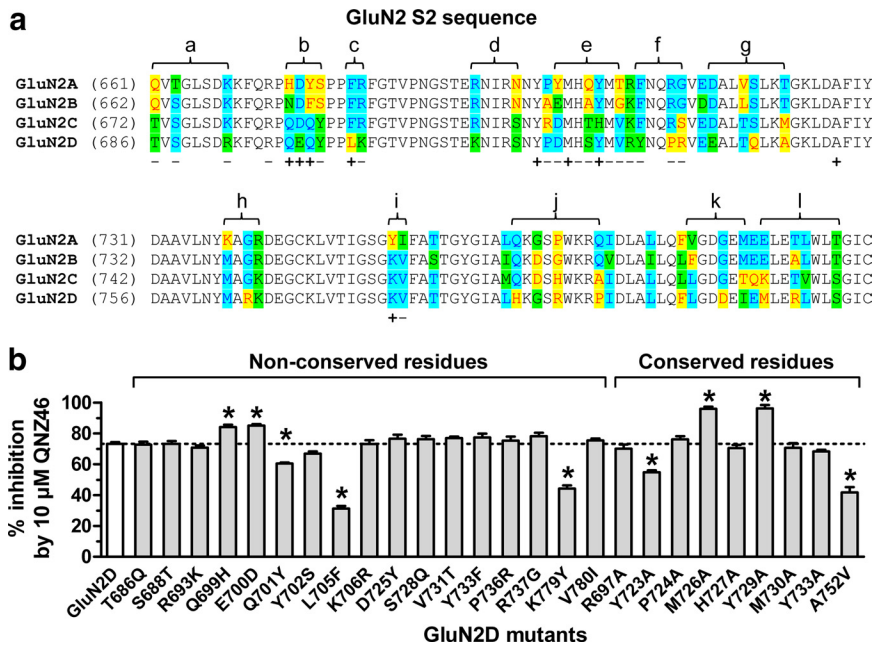 a
GluN2 S2 sequence
a b c d e f g
GluN2A (661) QVTGLSDKKFQRPHDYSPPFRFGTVPNGSTERNIRNNYPYMHQYMTRFNQRGVEDALVSLKTGKLDAFIY
GluN2B (662) QVSGLSDKKFQRPNDFSPPFRFGTVPNGSTERNIRNNYAEMHAYMGKFNQRGVDDALLSLKTGKLDAFIY
GluN2C (672) TVSGLSDKKFQRPQDQYPPFRFGTVPNGSTERNIRSNYRDMHTHMVKFNQRSVEDALTSLKMGKLDAFIY
GluN2D (686) TVSGLSDRKFQRPQEQYPPLKFGTVPNGSTEKNIRSNYPDMHSYMVRYNQPRVEEALTQLKAGKLDAFIY
– – – – +++– +– +––+––+–––– –– +
h i j k l
GluN2A (731) DAAVLNYKAGRDEGCKLVTIGSGYIFATTGYGIALQKGSPWKRQIDLALLQFVGDGEMEELETLWLTGIC
GluN2B (732) DAAVLNYMAGRDEGCKLVTIGSGKVFASTGYGIALQKDSGWKRQVDLAILQLFGDGEMEELEALWLTGIC
GluN2C (742) DAAVLNYMAGKDEGCKLVTIGSGKVFATTGYGIAMQKDSHWKRAIDLALLQLLGDGETQKLETVWLSGIC
GluN2D (756) DAAVLNYMARKDEGCKLVTIGSGKVFATTGYGIALHKGSRWKRPIDLALLQFLGDDEIEMLERLWLSGIC
+–
b
Non-conserved residues Conserved residues
% inhibition
by 10 µM QNZ46
100
80
60
40
20
0
* * * * * * * * *
GluN2D T686Q S688T R693K Q699H E700D Q701Y Y702S L705F K706R D725Y S728Q V731T Y733F P736R R737G K779Y V780I R697A Y723A P724A M726A H727A Y729A M730A Y733A A752V
GluN2D mutants